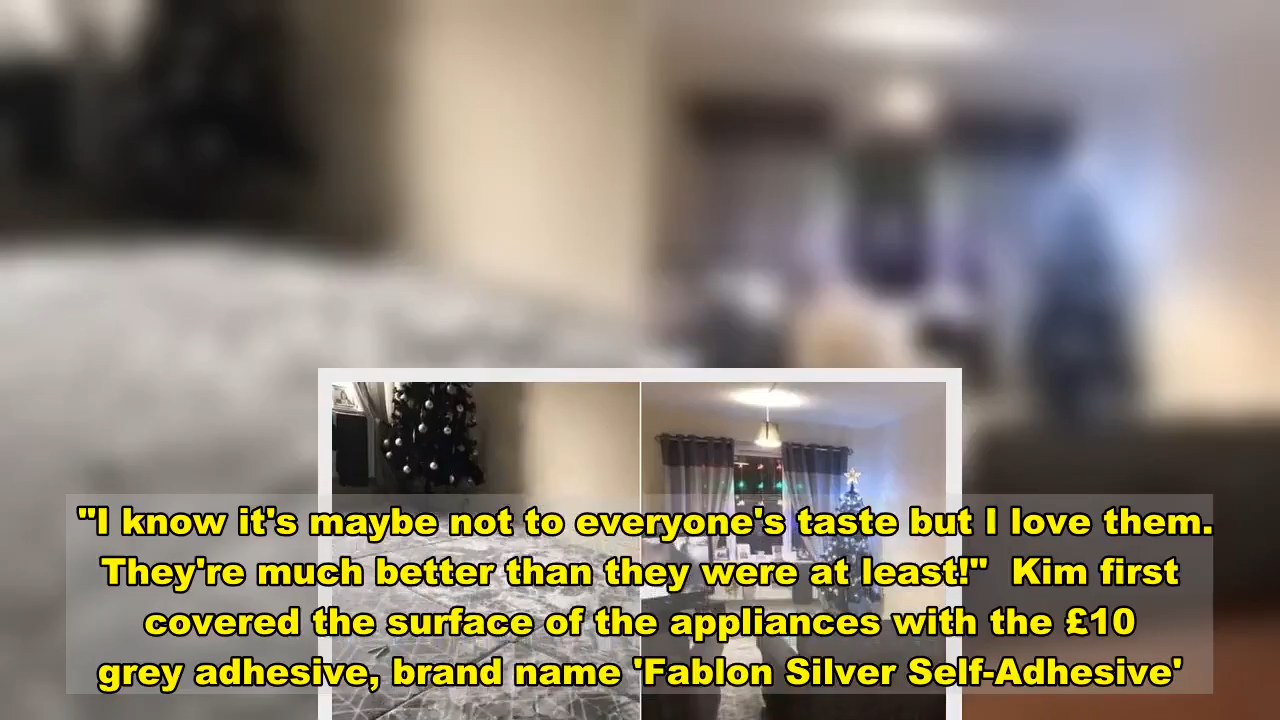 "I know it's maybe not to everyone's taste but I love them.
They're much better than they were at least!"  Kim first
covered the surface of the appliances with the £10
grey adhesive, brand name 'Fablon Silver Self-Adhesive'